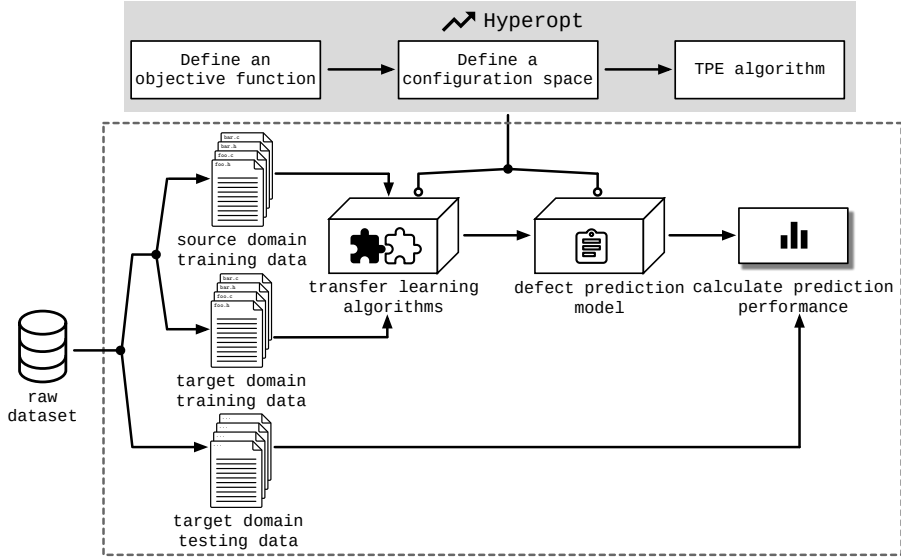 Hyperopt
Define an
objective function
Define a
configuration space
TPE algorithm
bar.c
bar.h
foo.c
foo.h
source domain
training data
transfer learning
algorithms
defect prediction
model
calculate prediction
performance
bar.c
bar.h
foo.c
foo.h
target domain
training data
raw
dataset
...
...
...
...
target domain
testing data